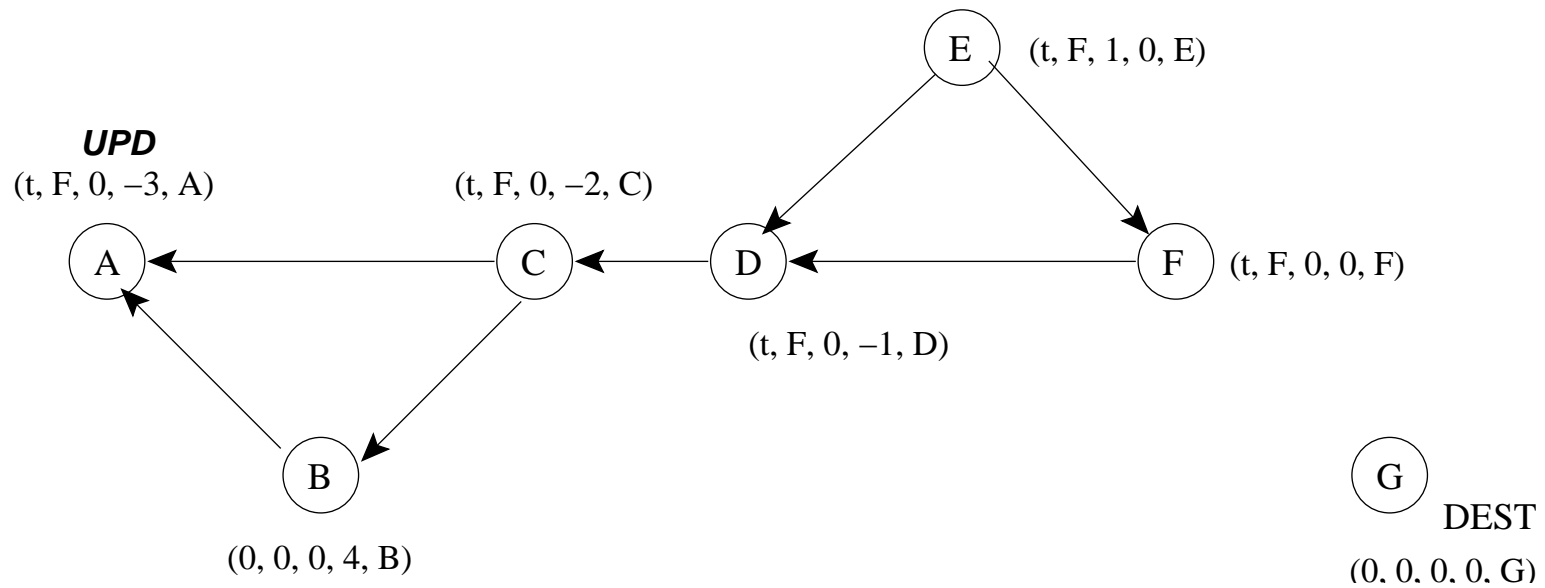 E
(t, F, 1, 0, E)
UPD
(t, F, 0, −3, A)
(t, F, 0, −2, C)
A
C
D
F
(t, F, 0, 0, F)
(t, F, 0, −1, D)
B
G
DEST
(0, 0, 0, 4, B)
(0, 0, 0, 0, G)